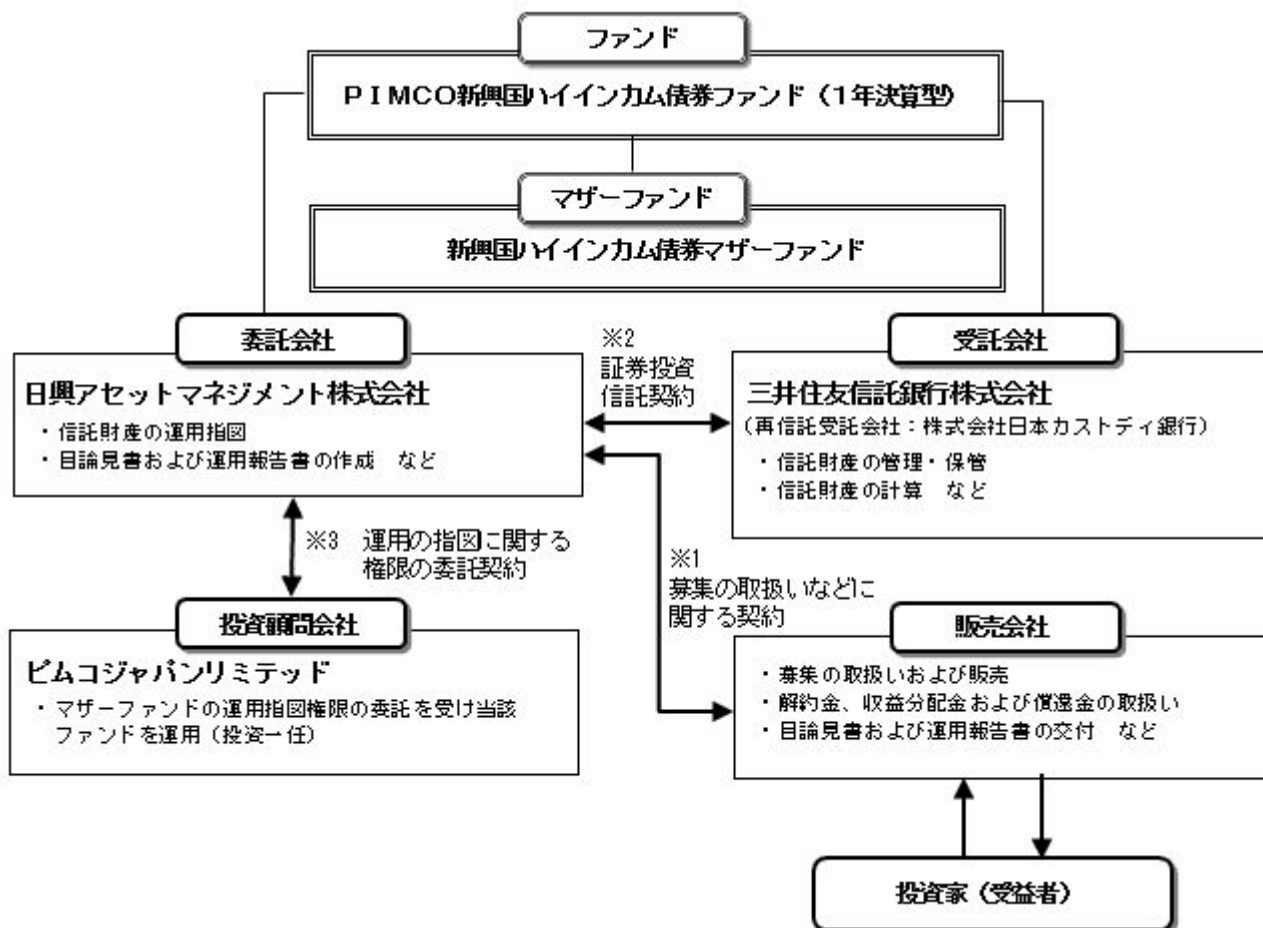 ファンド
PIMCO新興国ハイインカム債券ファンド(1年決算型)
マザーファンド
新興国ハイインカム債券マザーファンド
委託会社
日興アセットマネジメント株式会社
・信託財産の運用指図
・目論見書および運用報告書の作成 など
※2
証券投資
信託契約
受託会社
三井住友信託銀行株式会社
(再信託受託会社:株式会社日本カストディ銀行)
・信託財産の管理・保管
・信託財産の計算 など
※3 運用の指図に関する
権限の委託契約
※1
募集の取扱いなどに
関する契約
投資顧問会社
ピムコジャパンリミテッド
・マザーファンドの運用指図権限の委託を受け当該
ファンドを運用(投資一任)
販売会社
・募集の取扱いおよび販売
・解約金、収益分配金および償還金の取扱い
・目論見書および運用報告書の交付 など
投資家(受益者)